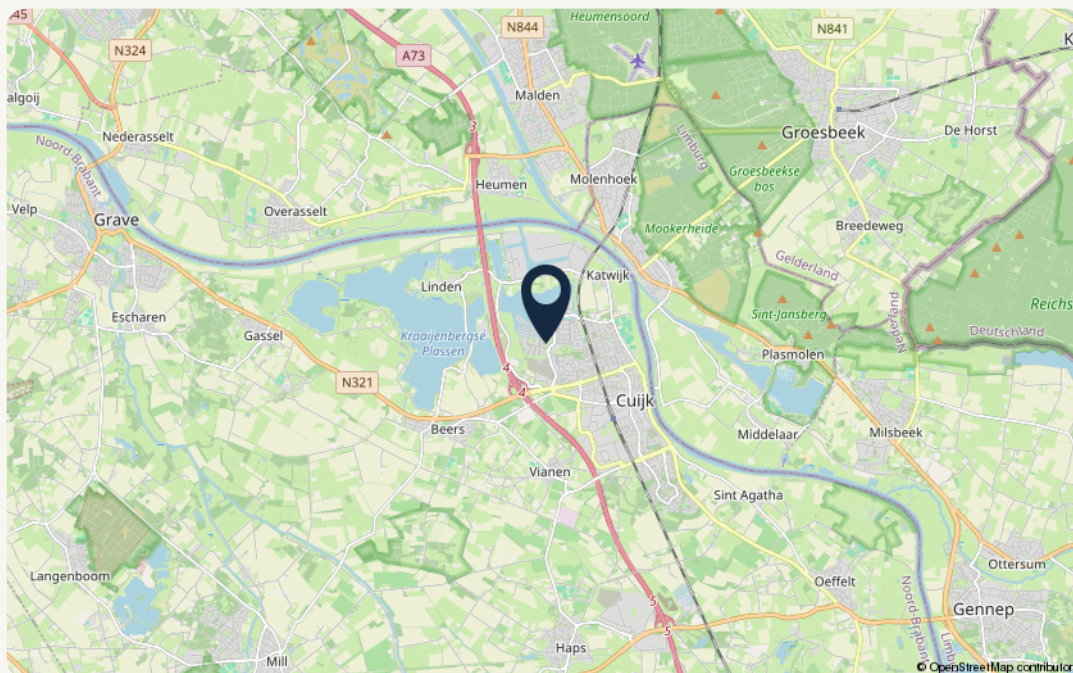 45
N324
A73
N844
Heumensoord
N841
K
algoij
Malden
Nederasselt
3
Groesbeek
De Horst
Noord-Brabant
Limburg
Velp
Grave
Overasselt
Heumen
Molenhoek
Groesbeekse
bos
Mookerheide
Breedeweg
Gelderland
Linden
Katwijk
Nederland
Reichs
Escharen
Gassel
Kraaijenbergse
Plassen
Sint-Jansberg
Deutschland
Plasmolen
4
4
N321
Cuijk
Beers
Middelaar
Milsbeek
Vianen
Sint Agatha
Langenboom
Oeffelt
Ottersum
Noord-Brabant
5
5
Gennep
Limb
Haps
Mill
© OpenStreetMap contributor